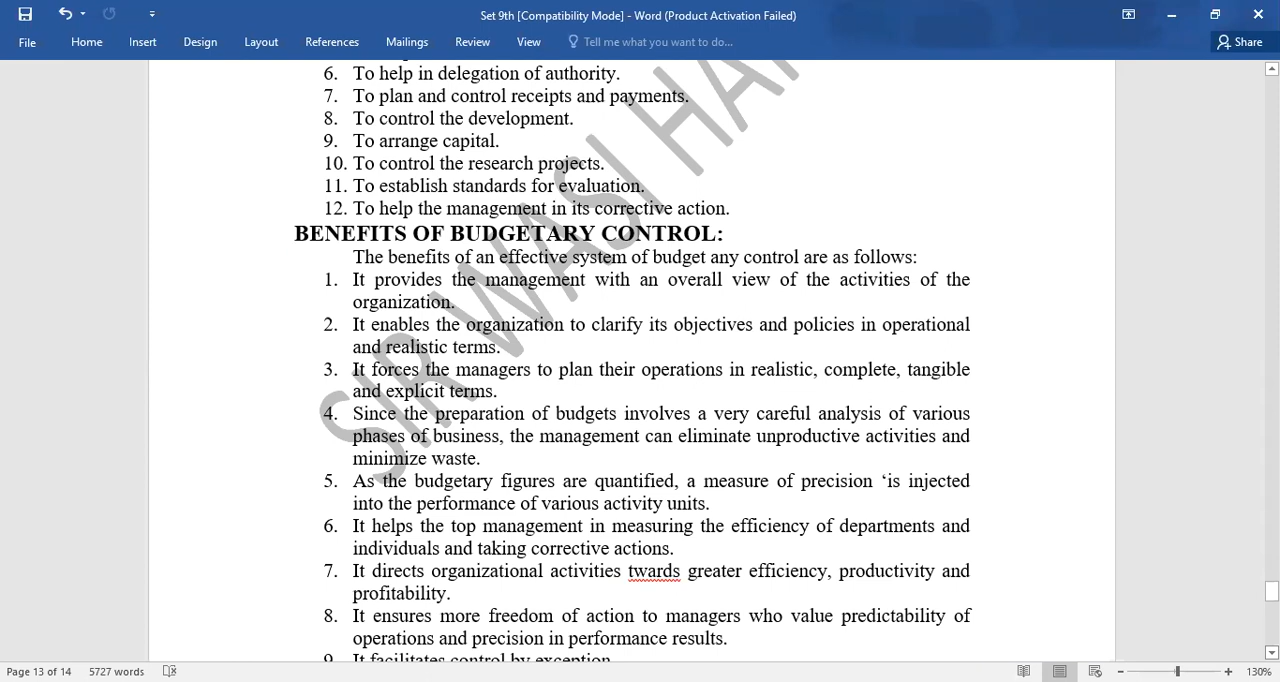 Set 9th [Compatibility Mode] - Word (Product Activation Failed)
File Home Insert Design Layout References Mailings Review View Tell me what you want to do... Share
6. To help in delegation of authority.
7. To plan and control receipts and payments.
8. To control the development.
9. To arrange capital.
10. To control the research projects.
11. To establish standards for evaluation.
12. To help the management in its corrective action.
BENEFITS OF BUDGETARY CONTROL:
The benefits of an effective system of budget any control are as follows:
1. It provides the management with an overall view of the activities of the
organization.
2. It enables the organization to clarify its objectives and policies in operational
and realistic terms.
3. It forces the managers to plan their operations in realistic, complete, tangible
and explicit terms.
4. Since the preparation of budgets involves a very careful analysis of various
phases of business, the management can eliminate unproductive activities and
minimize waste.
5. As the budgetary figures are quantified, a measure of precision ‘is injected
into the performance of various activity units.
6. It helps the top management in measuring the efficiency of departments and
individuals and taking corrective actions.
7. It directs organizational activities twards greater efficiency, productivity and
profitability.
8. It ensures more freedom of action to managers who value predictability of
operations and precision in performance results.
9. It facilitates control by exception.
SIR WASI
Page 13 of 14 5727 words 130%